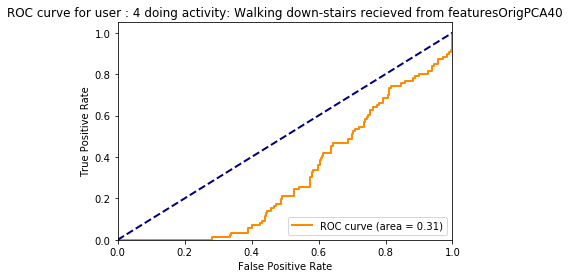 ROC curve for user : 4 doing activity: Walking down-stairs recieved from featuresOrigPCA40
1.0
0.8
0.6
0.4
0.2
0.0
True Positive Rate
ROC curve (area = 0.31)
0.0 0.2 0.4 0.6 0.8 1.0
False Positive Rate